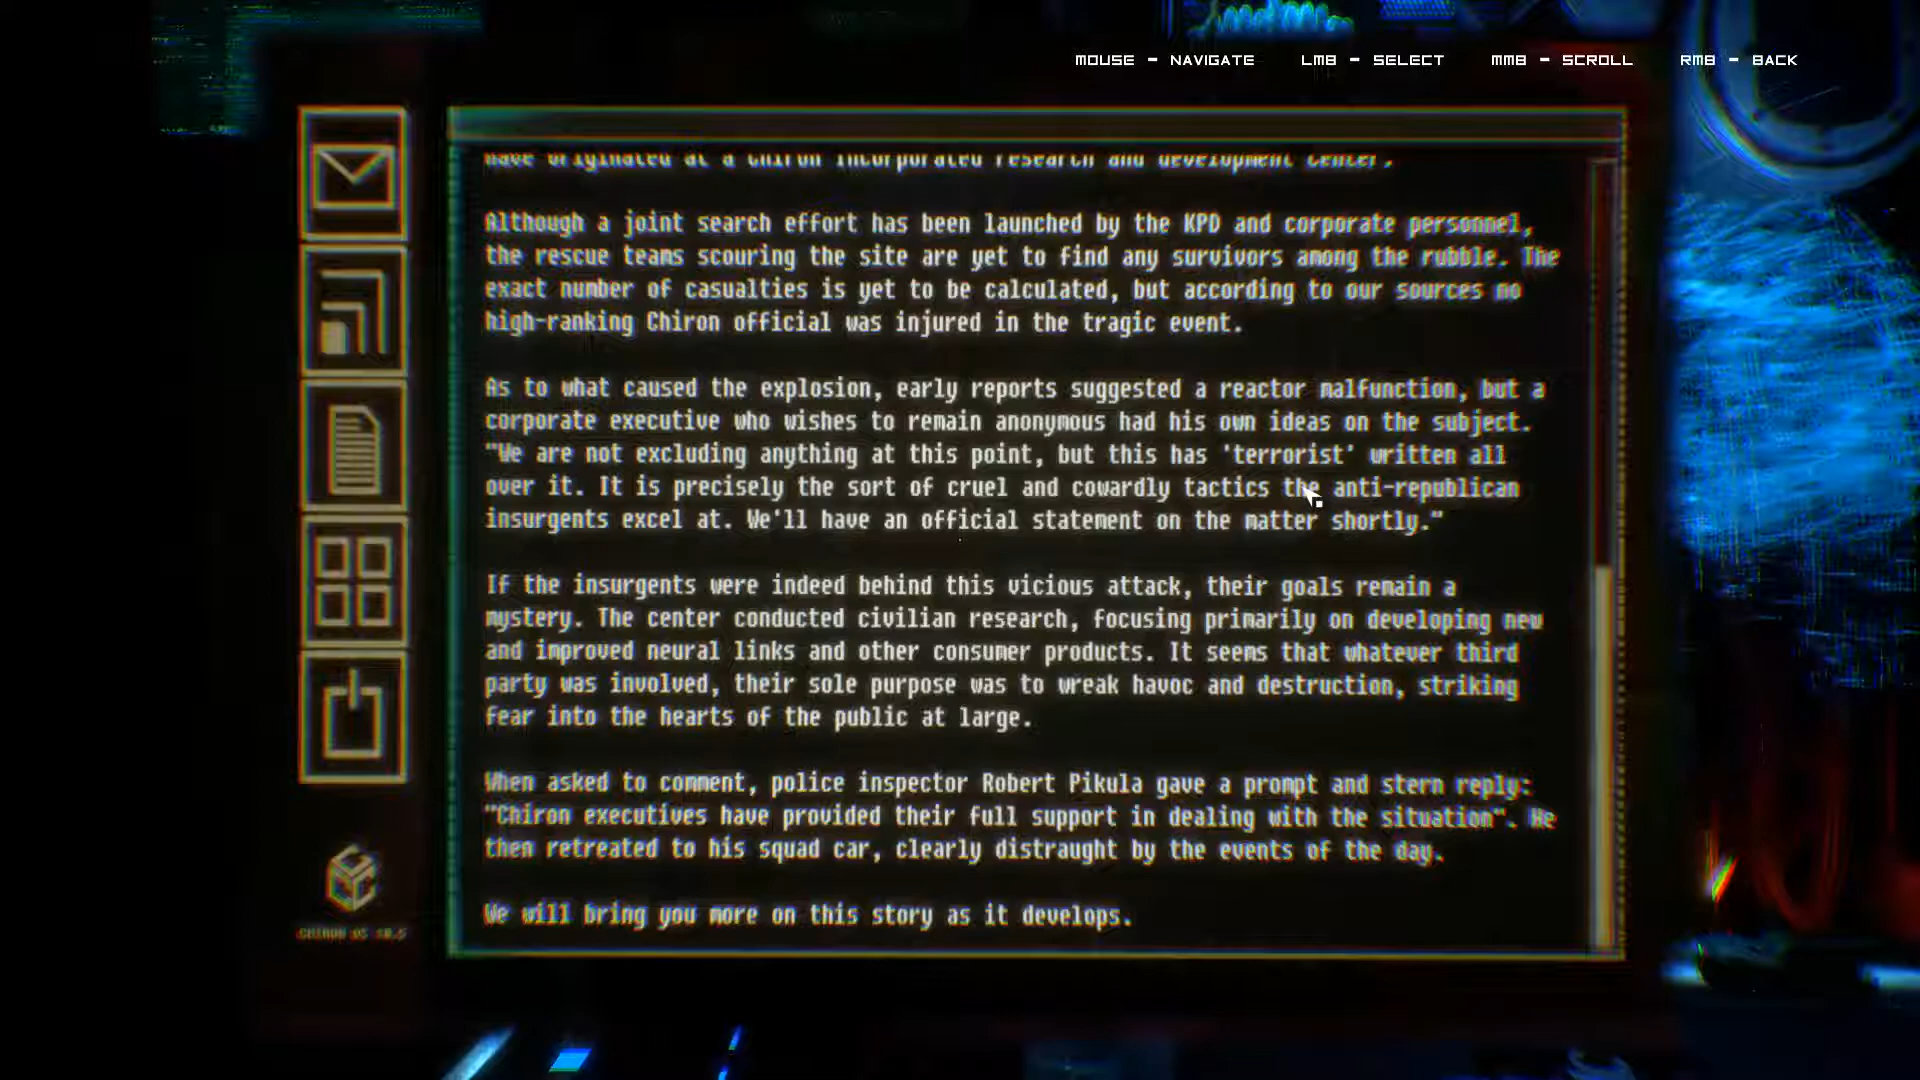 MOUSE - NAVIGATE LMB - SELECT MMB - SCROLL RMB - BACK
have originated at a Chiron Incorporated research and development center.
Although a joint search effort has been launched by the KPD and corporate personnel,
the rescue teams scouring the site are yet to find any survivors among the rubble. The
exact number of casualties is yet to be calculated, but according to our sources no
high-ranking Chiron official was injured in the tragic event.
As to what caused the explosion, early reports suggested a reactor malfunction, but a
corporate executive who wishes to remain anonymous had his own ideas on the subject.
"We are not excluding anything at this point, but this has 'terrorist' written all
over it. It is precisely the sort of cruel and cowardly tactics the anti-republican
insurgents excel at. We'll have an official statement on the matter shortly."
If the insurgents were indeed behind this vicious attack, their goals remain a
mystery. The center conducted civilian research, focusing primarily on developing new
and improved neural links and other consumer products. It seems that whatever third
party was involved, their sole purpose was to wreak havoc and destruction, striking
fear into the hearts of the public at large.
When asked to comment, police inspector Robert Pikula gave a prompt and stern reply:
"Chiron executives have provided their full support in dealing with the situation". He
then retreated to his squad car, clearly distraught by the events of the day.
We will bring you more on this story as it develops.
CHIRON OS